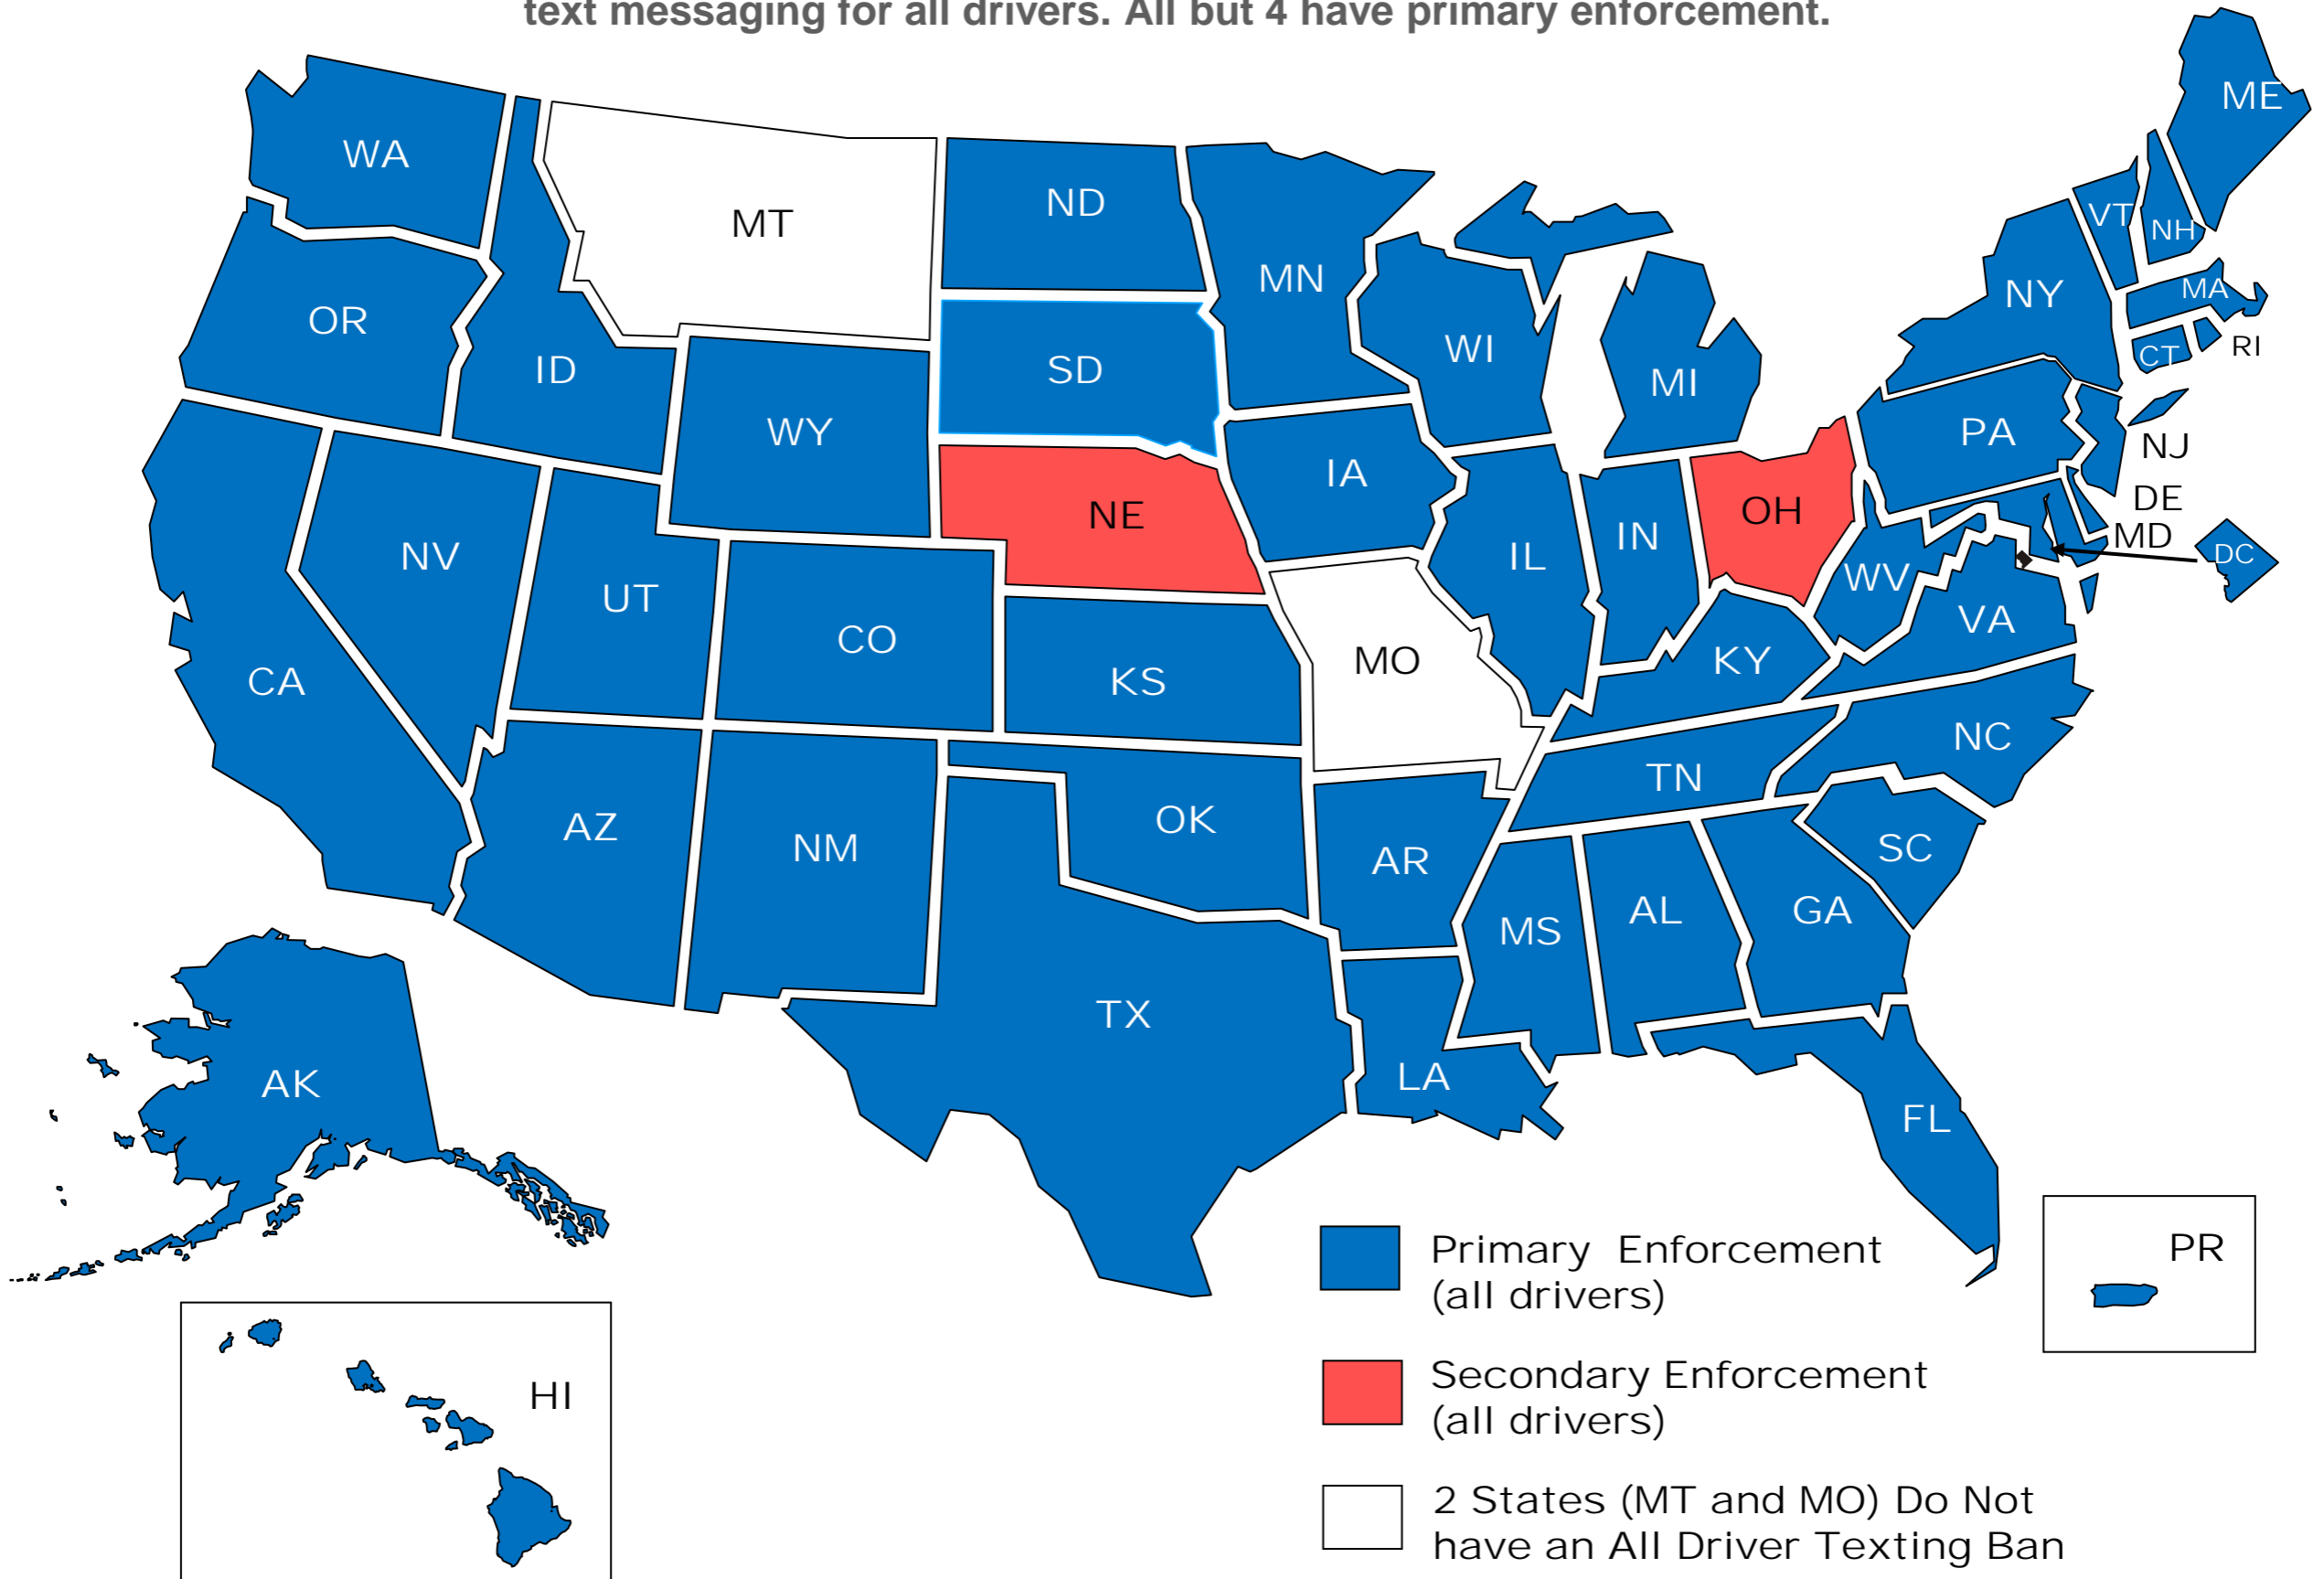 text messaging for all drivers. All but 4 have primary enforcement.
ME
WA
MT
ND
VT
NH
MN
NY
MA
OR
WI
RI
CT
ID
SD
MI
WY
PA
NJ
IA
DE
NE
OH
MD
IN
DC
NV
IL
WV
UT
VA
CO
MO
KY
CA
KS
NC
TN
OK
AZ
NM
SC
AR
AL
GA
MS
TX
LA
AK
FL
PR
HI
Primary Enforcement
(all drivers)
Secondary Enforcement
(all drivers)
2 States (MT and MO) Do Not
have an All Driver Texting Ban